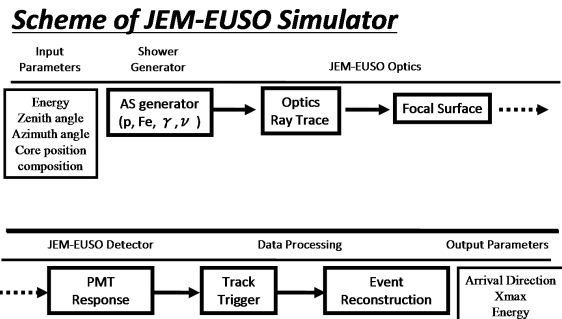 Scheme of JEM-EUSO Simulator
Input
Parameters
Shower
Generator
JEM-EUSO Optics
Energy
Zenith angle
Azimuth angle
Core position
composition
AS generator
(p, Fe, γ, ν )
Optics
Ray Trace
Focal Surface
JEM-EUSO Detector
Data Processing
Output Parameters
PMT
Response
Track
Trigger
Event
Reconstruction
Arrival Direction
Xmax
Energy